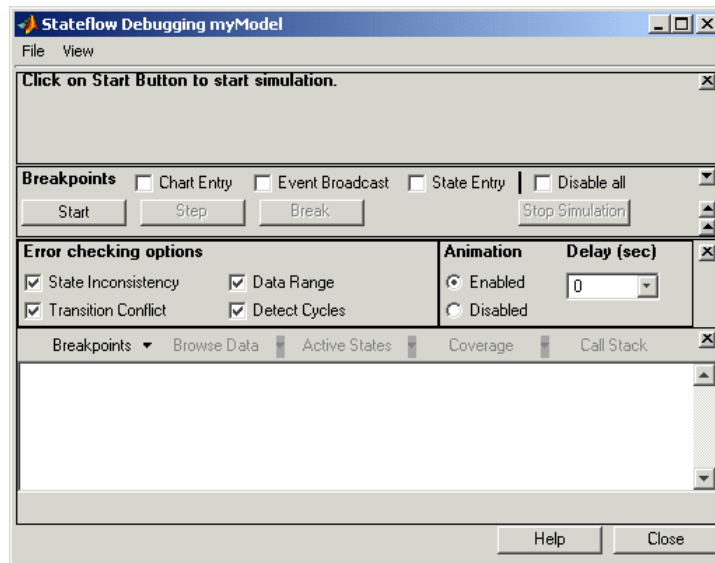 Stateflow Debugging myModel
File View
Click on Start Button to start simulation.
Breakpoints Chart Entry Event Broadcast State Entry Disable all
Start Step Break Stop Simulation
Error checking options Animation Delay (sec)
State Inconsistency Data Range Enabled 0
Transition Conflict Detect Cycles Disabled
Breakpoints Browse Data Active States Coverage Call Stack
Help Close